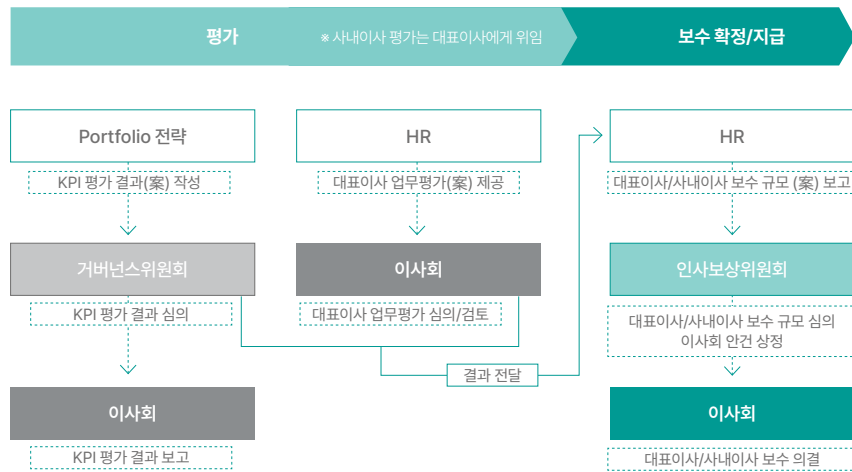 평가
※ 사내이사 평가는 대표이사에게 위임
보수 확정/지급
Portfolio 전략
KPI 평가 결과(案) 작성
거버넌스위원회
KPI 평가 결과 심의
이사회
KPI 평가 결과 보고
HR
대표이사 업무평가(案) 제공
이사회
대표이사 업무평가 심의/검토
결과 전달
HR
대표이사/사내이사 보수 규모 (案) 보고
인사보상위원회
대표이사/사내이사 보수 규모 심의
이사회 안건 상정
이사회
대표이사/사내이사 보수 의결